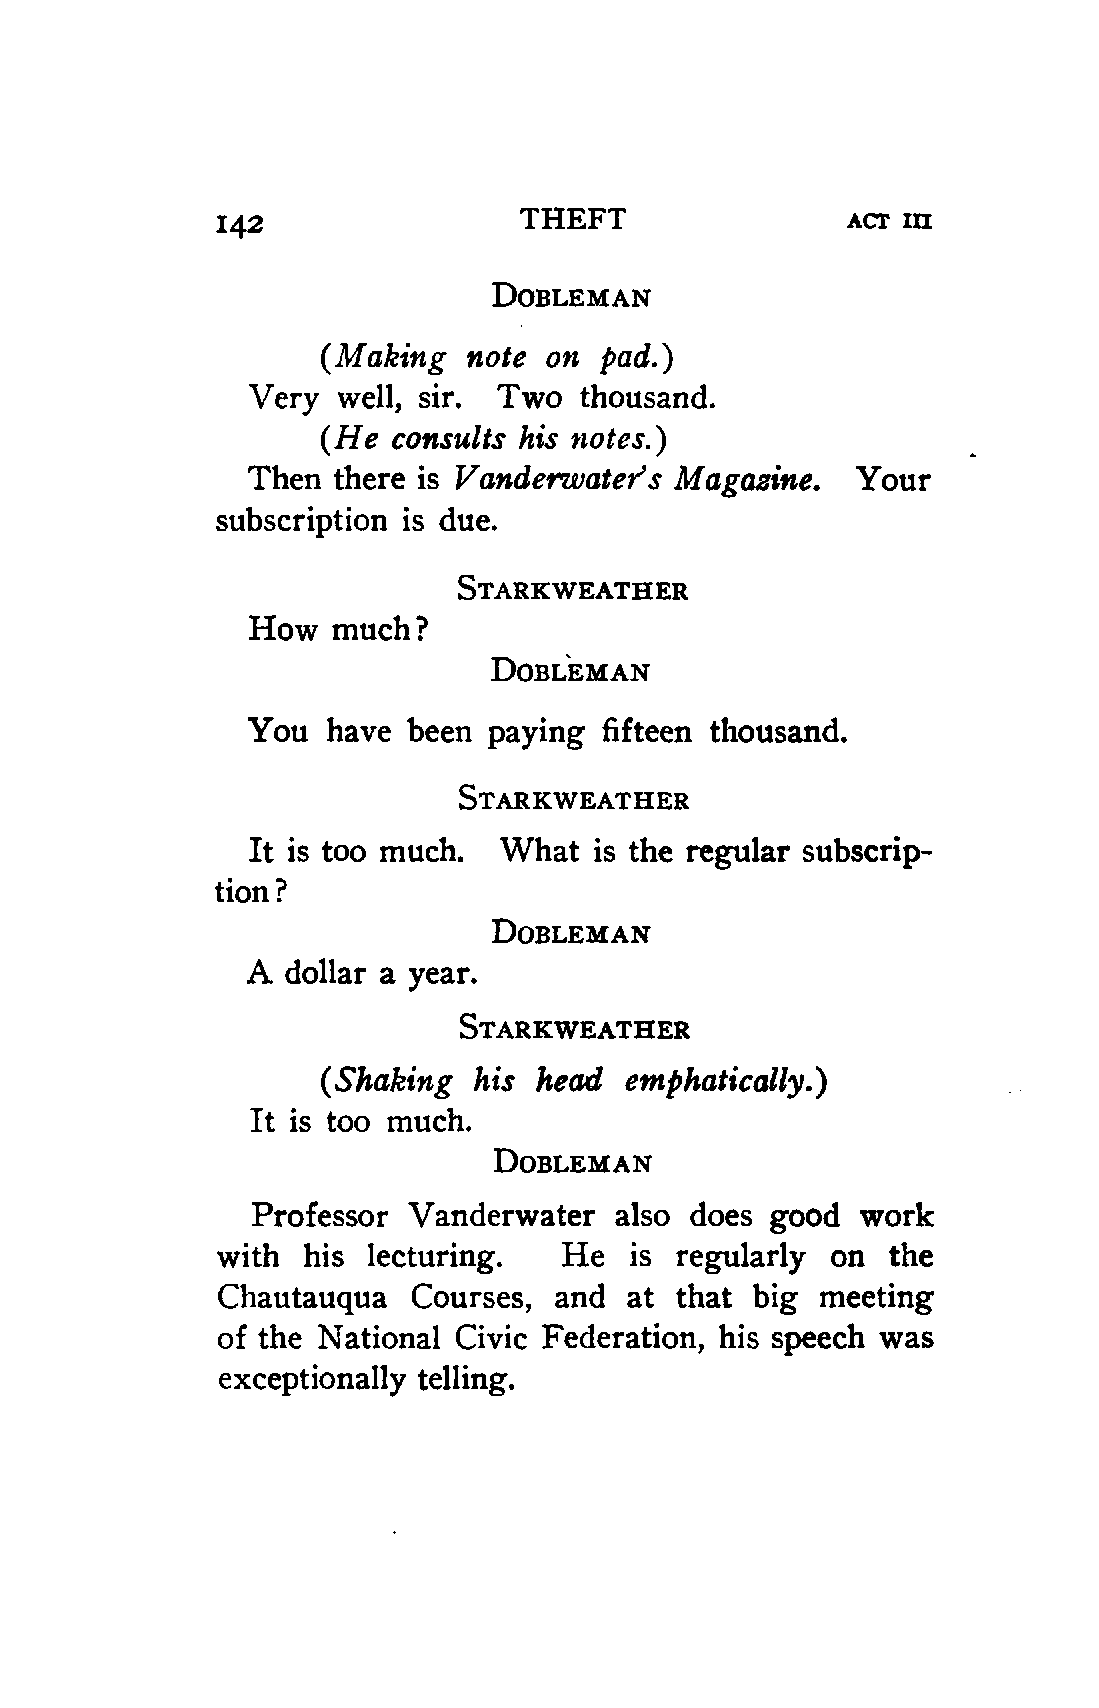 142 THEFT ACT III
DOBLEMAN
(Making note on pad.)
Very well, sir. Two thousand.
(He consults his notes.)
Then there is Vanderwater's Magazine. Your
subscription is due.
STARKWEATHER
How much?
DOBLEMAN
You have been paying fifteen thousand.
STARKWEATHER
It is too much. What is the regular subscrip-
tion?
DOBLEMAN
A dollar a year.
STARKWEATHER
(Shaking his head emphatically.)
It is too much.
DOBLEMAN
Professor Vanderwater also does good work
with his lecturing. He is regularly on the
Chautauqua Courses, and at that big meeting
of the National Civic Federation, his speech was
exceptionally telling.